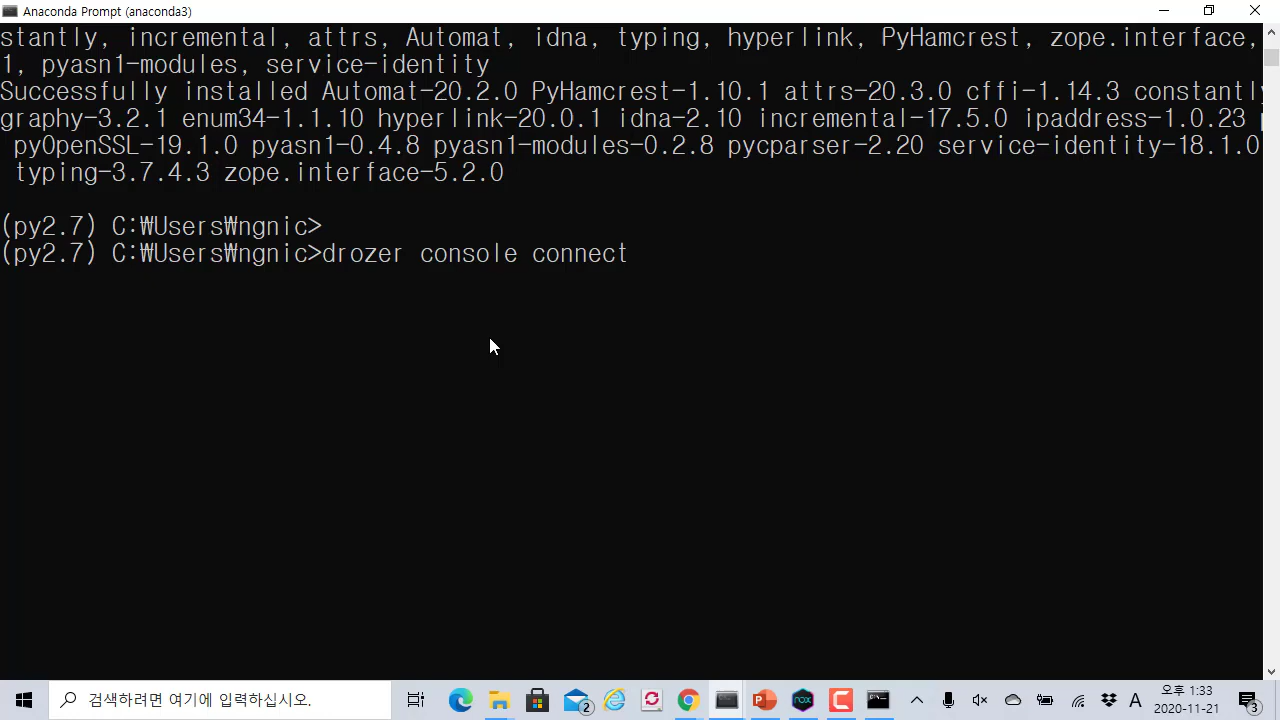 Anaconda Prompt (anaconda3)
stantly, incremental, attrs, Automat, idna, typing, hyperlink, PyHamcrest, zope.interface,
1, pyasn1-modules, service-identity
Successfully installed Automat-20.2.0 PyHamcrest-1.10.1 attrs-20.3.0 cffi-1.14.3 constantly
graphy-3.2.1 enum34-1.1.10 hyperlink-20.0.1 idna-2.10 incremental-17.5.0 ipaddress-1.0.23
pyOpenSSL-19.1.0 pyasn1-0.4.8 pyasn1-modules-0.2.8 pycparser-2.20 service-identity-18.1.0
typing-3.7.4.3 zope.interface-5.2.0
(py2.7) C:₩Users₩ngnic>
(py2.7) C:₩Users₩ngnic>drozer console connect
검색하려면 여기에 입력하십시오.
2
nox
A
오후 1:33
2020-11-21
3